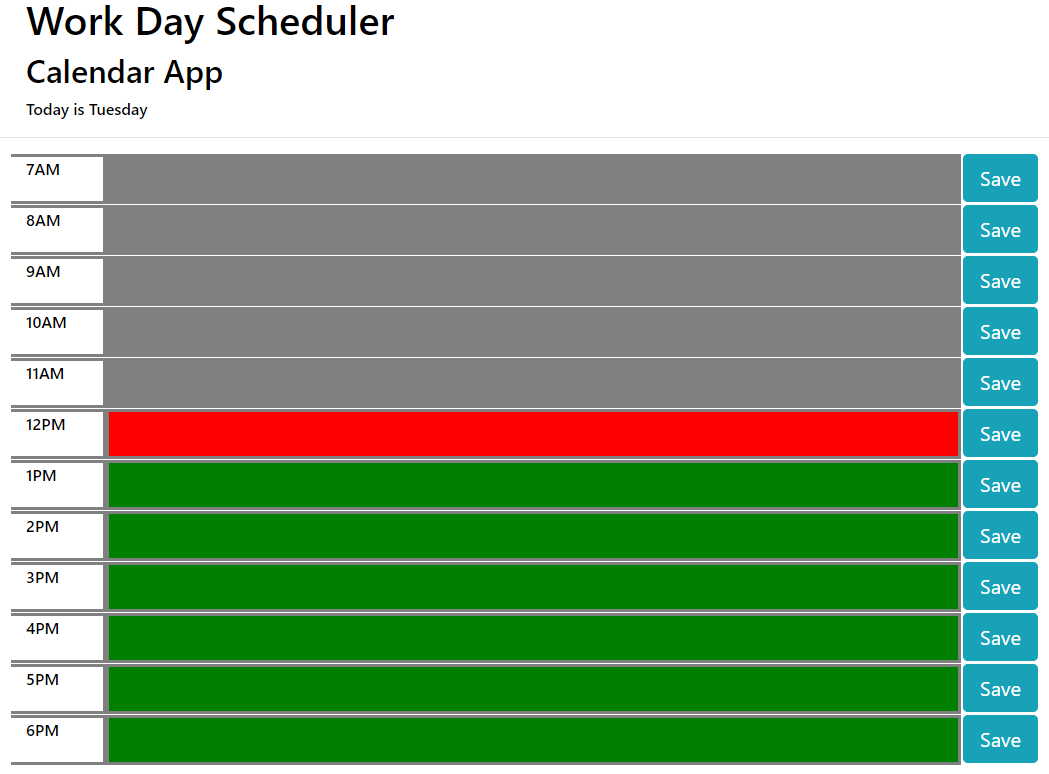 Work Day Scheduler
Calendar App
Today is Tuesday
7AM Save
8AM Save
9AM Save
10AM Save
11AM Save
12PM Save
1PM Save
2PM Save
3PM Save
4PM Save
5PM Save
6PM Save